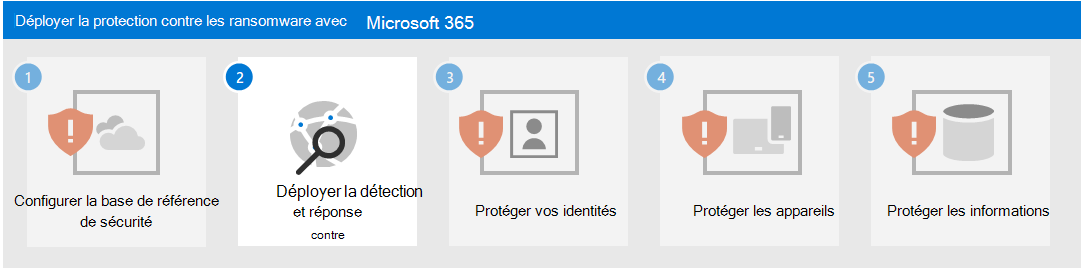 Déployer la protection contre les ransomware avec Microsoft 365
1
2
3
4
5
Configurer la base de référence
de sécurité
Déployer la détection
et réponse
contre
Protéger vos identités
Protéger les appareils
Protéger les informations